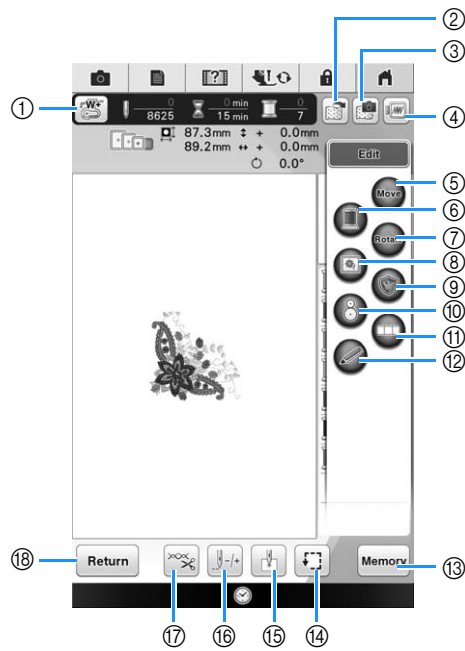 ②
③
①
④
W+
0
8625
0 min
15 min
0
7
87.3mm + 0.0mm
89.2mm + 0.0mm
0.0°
Edit
Move
⑤
⑥
Rotate
⑦
⑧
⑨
⑩
8
⑪
⑫
⑱
Return
-/+
Memory
⑬
⑰
⑯
⑮
⑭